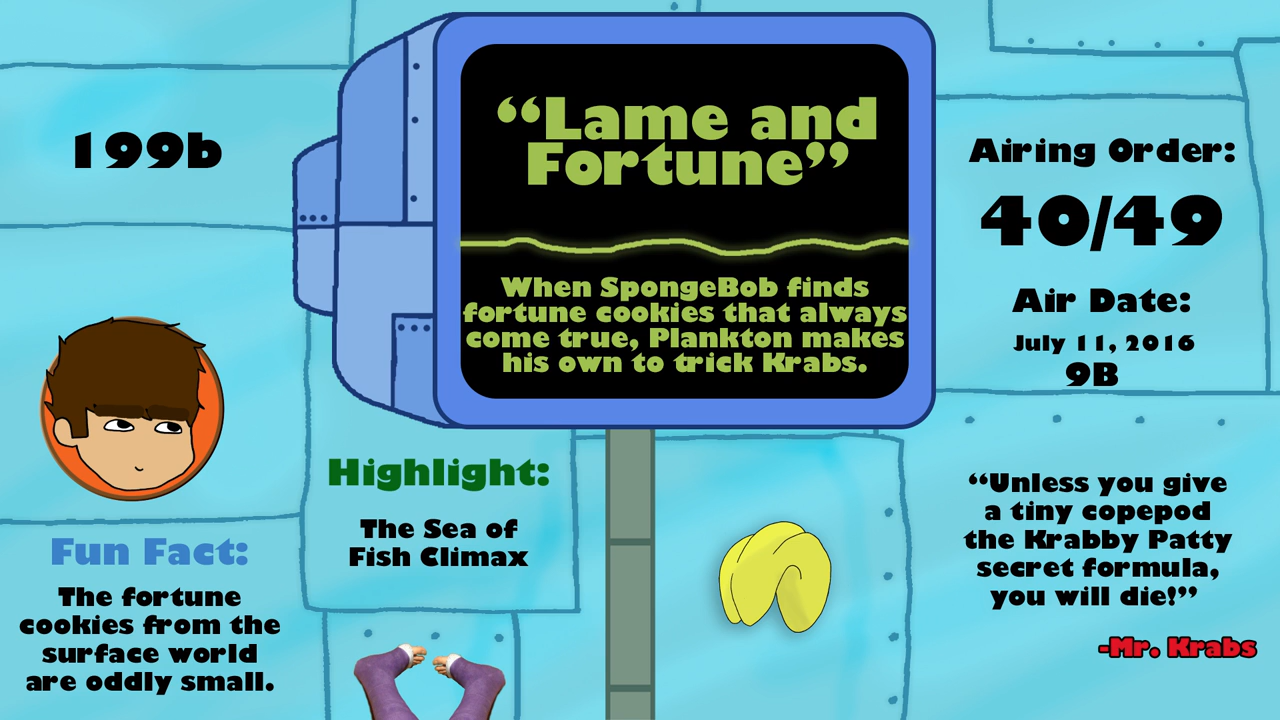 199b
“Lame and
Fortune”
When SpongeBob finds
fortune cookies that always
come true, Plankton makes
his own to trick Krabs.
Airing Order:
40/49
Air Date:
July 11, 2016
9B
Highlight:
The Sea of
Fish Climax
Fun Fact:
The fortune
cookies from the
surface world
are oddly small.
“Unless you give
a tiny copepod
the Krabby Patty
secret formula,
you will die!”
-Mr. Krabs